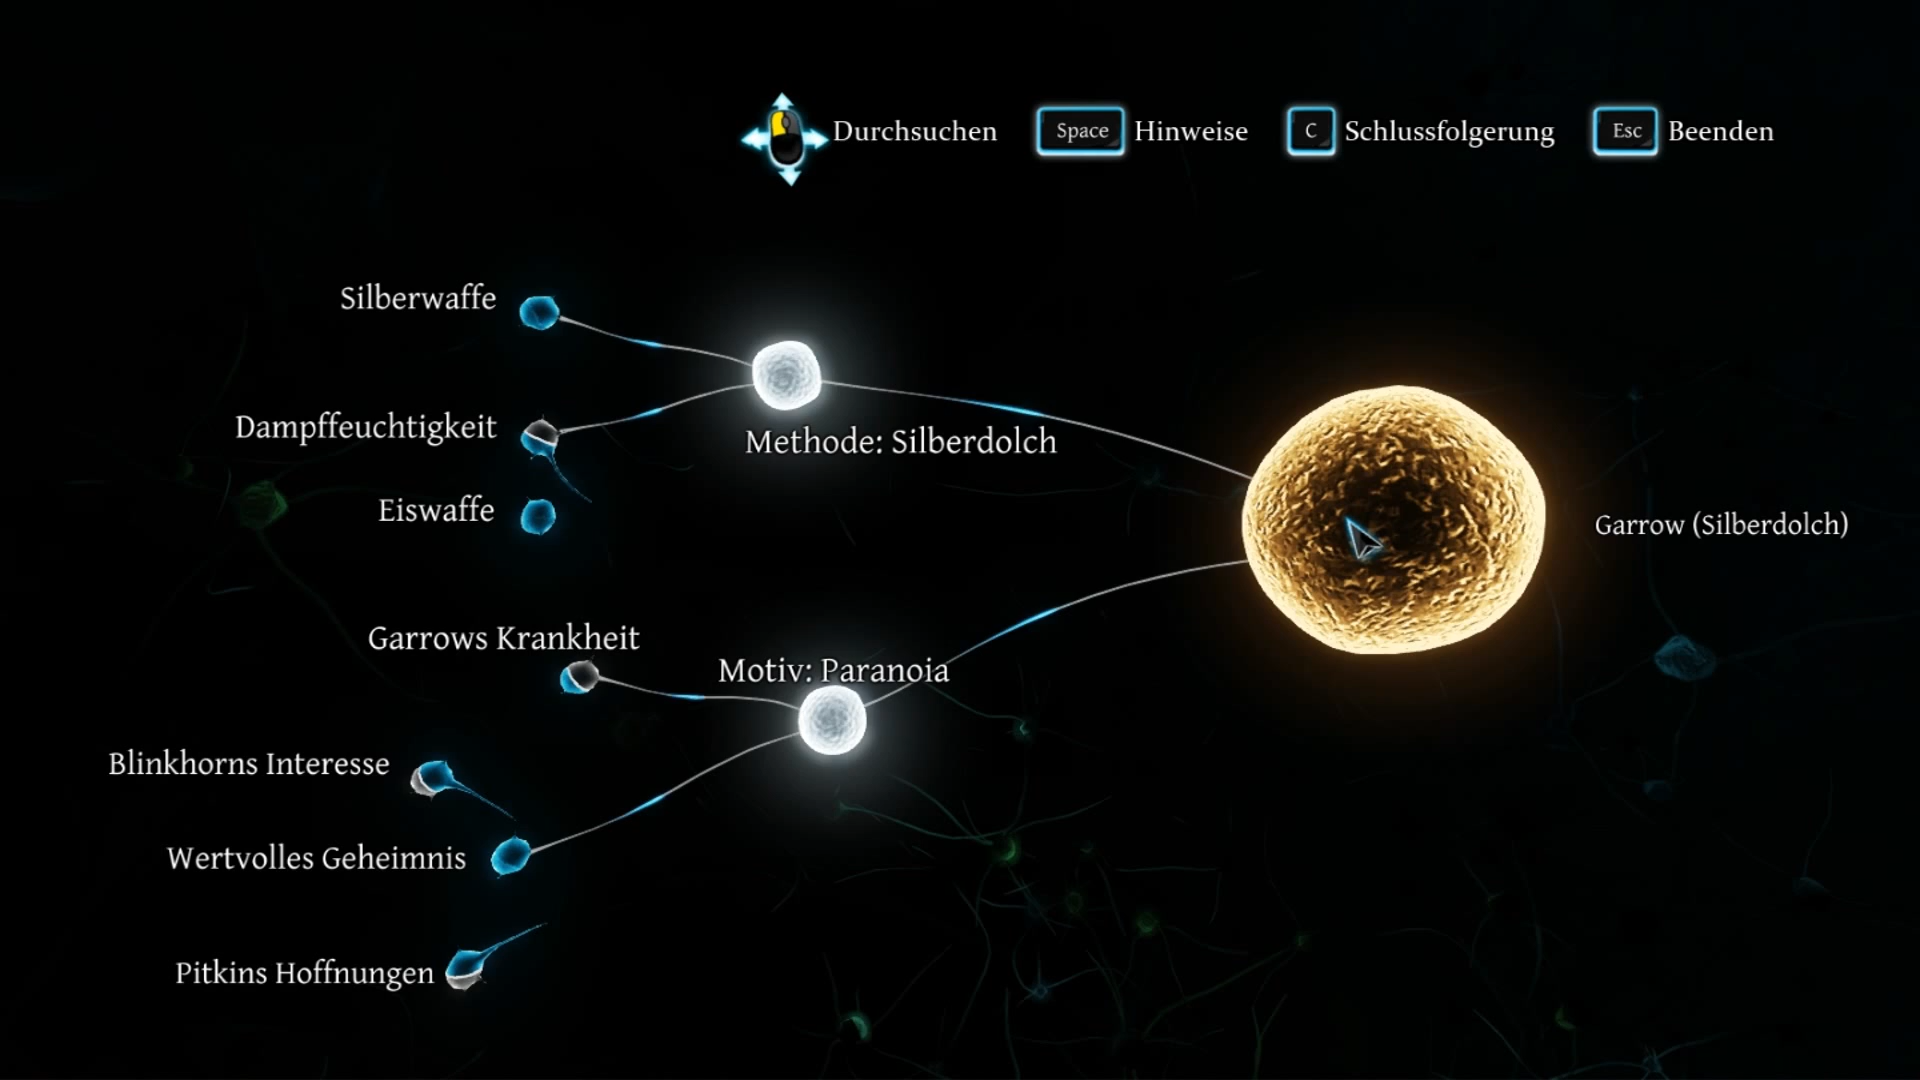 Durchsuchen
Space Hinweise
C Schlussfolgerung
Esc Beenden
Silberwaffe
Dampffeuchtigkeit
Methode: Silberdolch
Eiswaffe
Garrow (Silberdolch)
Garrows Krankheit
Motiv: Paranoia
Blinkhorns Interesse
Wertvolles Geheimnis
Pitkins Hoffnungen